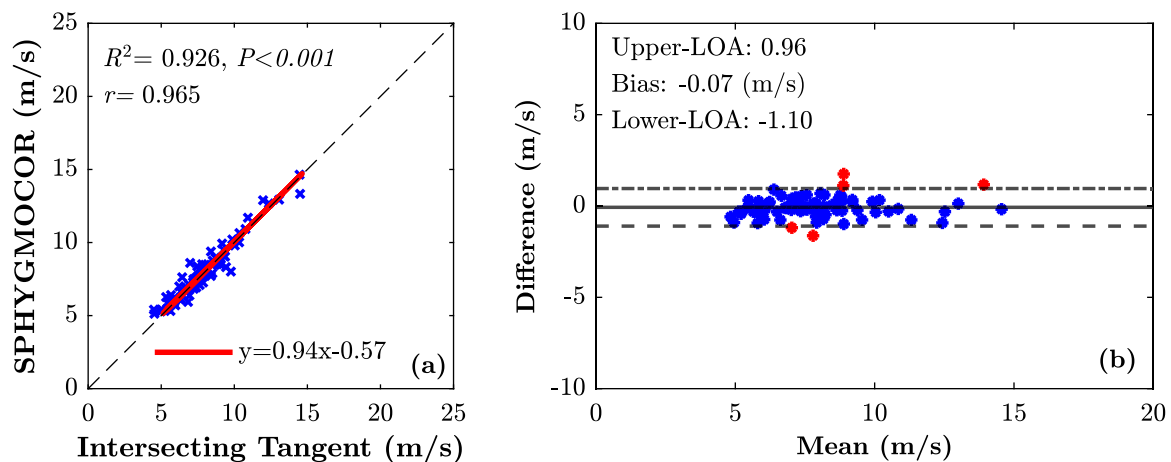 25
20
15
10
5
0
SPHYGMOCOR (m/s)
R²= 0.926, P<0.001
r= 0.965
y=0.94x-0.57
(a)
0 5 10 15 20 25
Intersecting Tangent (m/s)
10
5
0
-5
-10
Difference (m/s)
Upper-LOA: 0.96
Bias: -0.07 (m/s)
Lower-LOA: -1.10
(b)
0 5 10 15 20
Mean (m/s)